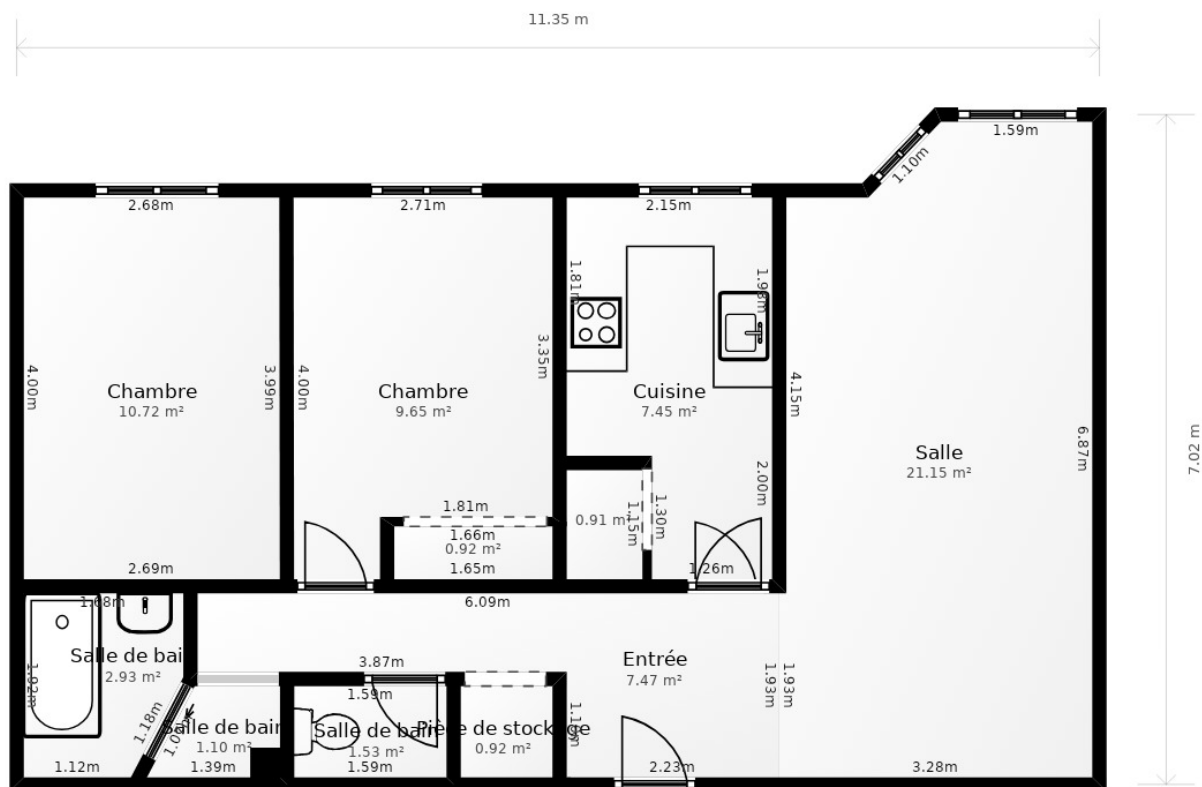 11.35 m
1.59m
1.10m
2.68m
2.71m
2.15m
1.81m
1.98m
3.35m
4.00m
3.99m
4.00m
4.15m
7.02 m
Chambre
10.72 m²
Chambre
9.65 m²
Cuisine
7.45 m²
Salle
21.15 m²
6.87m
2.00m
1.81m
1.66m
0.92 m²
1.65m
0.91 m²
1.15m
1.30m
2.69m
1.26m
1.68m
6.09m
Salle de bai
2.93 m²
1.92m
3.87m
Entrée
7.47 m²
1.93m
1.93m
1.59m
1.18m
Salle de bain
1.10 m²
Salle de bain
1.53 m²
Pièce de stockage
0.92 m²
1.12m
1.39m
1.59m
2.23m
3.28m